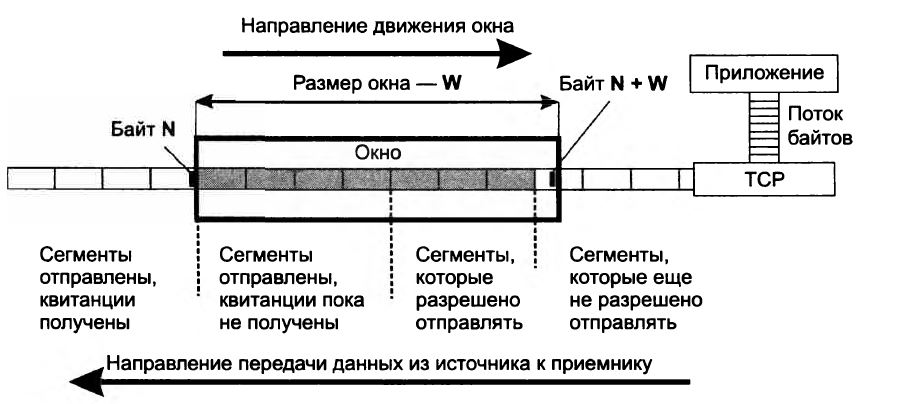 Направление движения окна
Размер окна — W
Байт N + W
Приложение
Байт N
Поток
байтов
Окно
TCP
Сегменты
отправлены,
квитанции
получены
Сегменты
отправлены,
квитанции пока
не получены
Сегменты,
которые
разрешено
отправлять
Сегменты,
которые еще
не разрешено
отправлять
Направление передачи данных из источника к приемнику